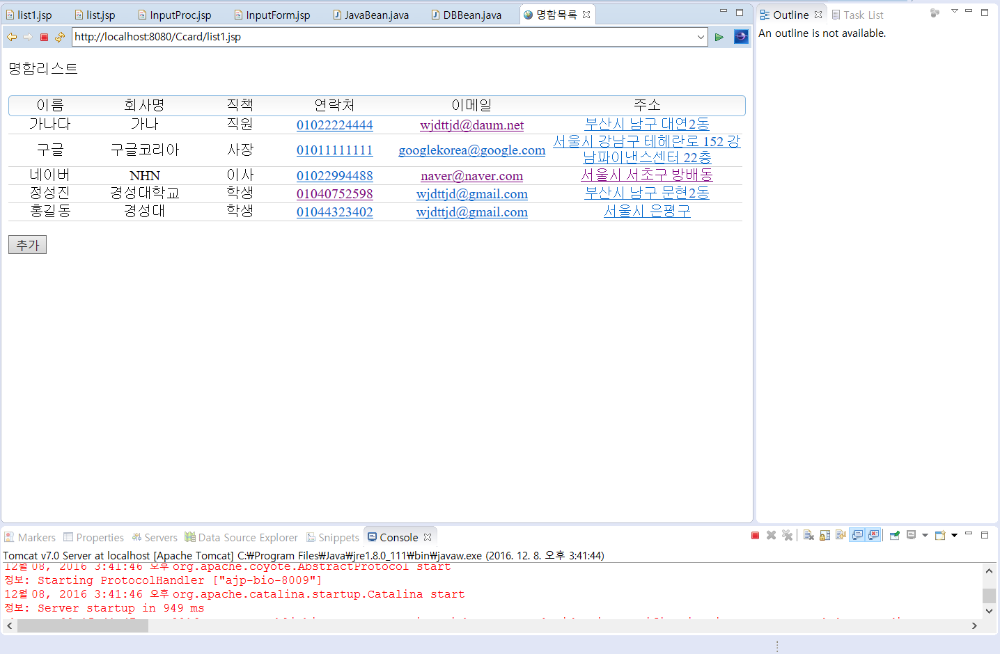 list1.jsp list.jsp InputProc.jsp InputForm.jsp JavaBean.java DBBean.java 명함목록
Outline Task List
http://localhost:8080/Ccard/list1.jsp
An outline is not available.
명함리스트
이름 회사명 직책 연락처 이메일 주소
가나다 가나 직원 01022224444 wjdttjd@daum.net 부산시 남구 대연2동
구글 구글코리아 사장 01011111111 googlekorea@google.com 서울시 강남구 테헤란로 152 강
남파이낸스센터 22층
네이버 NHN 이사 01022994488 naver@naver.com 서울시 서초구 방배동
정성진 경성대학교 학생 01040752598 wjdttjd@gmail.com 부산시 남구 문현2동
홍길동 경성대 학생 01044323402 wjdttjd@gmail.com 서울시 은평구
추가
Markers Properties Servers Data Source Explorer Snippets Console
Tomcat v7.0 Server at localhost [Apache Tomcat] C:₩Program Files₩Java₩jre1.8.0_111₩bin₩javaw.exe (2016. 12. 8. 오후 3:41:44)
12월 08, 2016 3:41:46 오후 org.apache.coyote.AbstractProtocol start
정보: Starting ProtocolHandler ["ajp-bio-8009"]
12월 08, 2016 3:41:46 오후 org.apache.catalina.startup.Catalina start
정보: Server startup in 949 ms